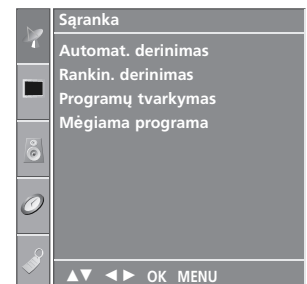 Sąranka
Automat. derinimas
Rankin. derinimas
Programų tvarkymas
Mėgiama programa
▲▼ ◄► OK MENU